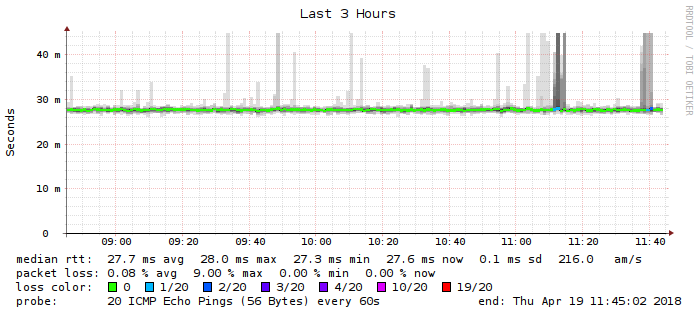 Last 3 Hours
RRDTOOL / TOBI OETIKER
Seconds
40 m
30 m
20 m
10 m
0
09:00 09:20 09:40 10:00 10:20 10:40 11:00 11:20 11:40
median rtt: 27.7 ms avg 28.0 ms max 27.3 ms min 27.6 ms now 0.1 ms sd 216.0 am/s
packet loss: 0.08 % avg 9.00 % max 0.00 % min 0.00 % now
loss color: 0 1/20 2/20 3/20 4/20 10/20 19/20
probe: 20 ICMP Echo Pings (56 Bytes) every 60s end: Thu Apr 19 11:45:02 2018